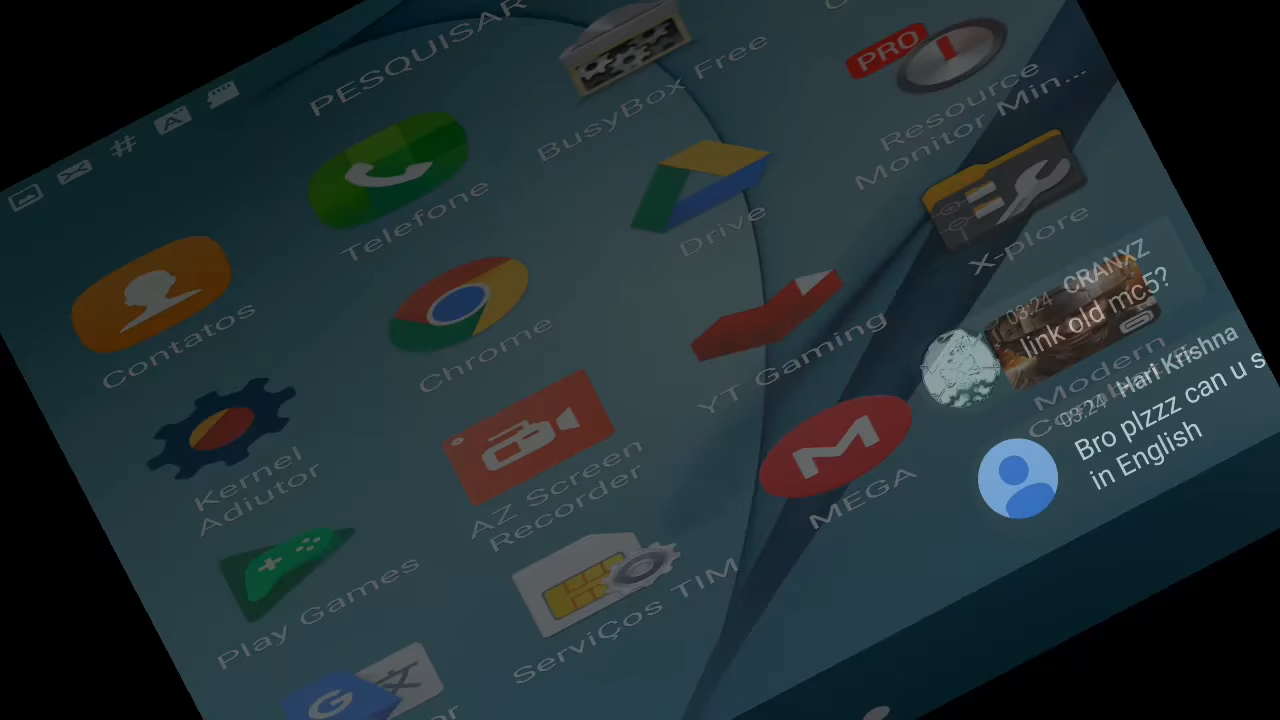 PESQUISAR
BusyBox Free
PRO
Resource
Monitor Min...
Telefone
Drive
X-plore
Contatos
Chrome
YT Gaming
03:24 CRANXZ
link old mc5?
Modern
03:24 Hari Krishna
Bro plzzz can u s
in English
Kernel
Adiutor
AZ Screen
Recorder
MEGA
Play Games
ServiÇos TIM